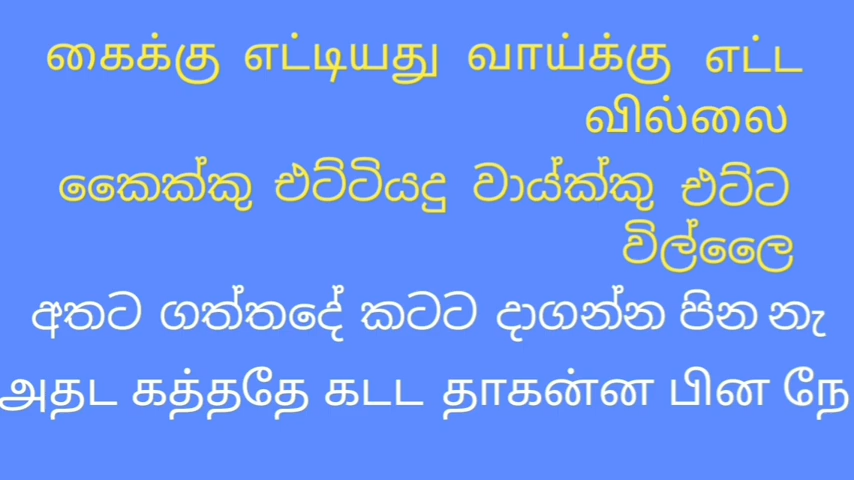 கைக்கு எட்டியது வாய்க்கு எட்ட
வில்லை
කෛක්කු එට්ටියදු වාය්ක්කු එට්ට
විල්ලෛ
අතට ගත්තදේ කටට දාගන්න පින නැ
அதட கத்ததே கடட தாகன்ன பின நே